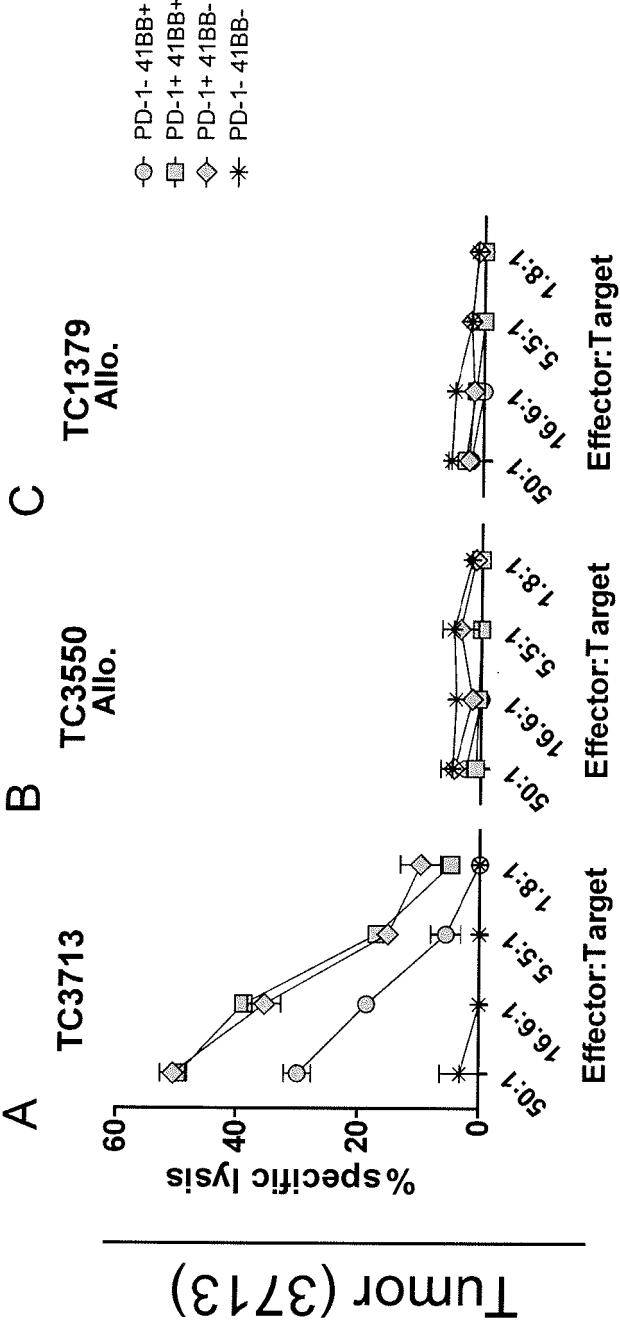 A
TC3713
60
40
20
0
% specific lysis
50:1
16.6:1
5.5:1
1.8:1
Effector:Target
B
TC3550
Allo.
50:1
16.6:1
5.5:1
1.8:1
Effector:Target
C
TC1379
Allo.
50:1
16.6:1
5.5:1
1.8:1
Effector:Target
PD-1- 41BB+
PD-1+ 41BB+
PD-1+ 41BB-
PD-1- 41BB-
Tumor (3713)